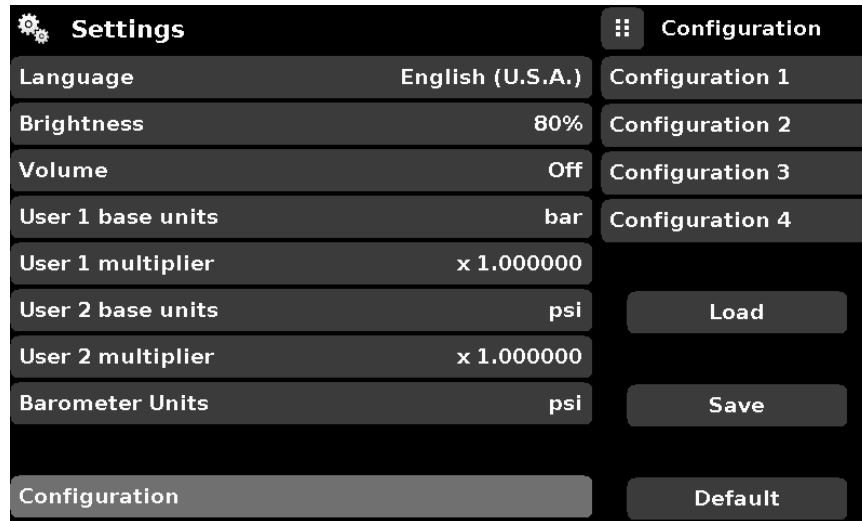 Settings
Language English (U.S.A.)
Brightness 80%
Volume Off
User 1 base units bar
User 1 multiplier x 1.000000
User 2 base units psi
User 2 multiplier x 1.000000
Barometer Units psi
Configuration
Configuration
Configuration 1
Configuration 2
Configuration 3
Configuration 4
Load
Save
Default